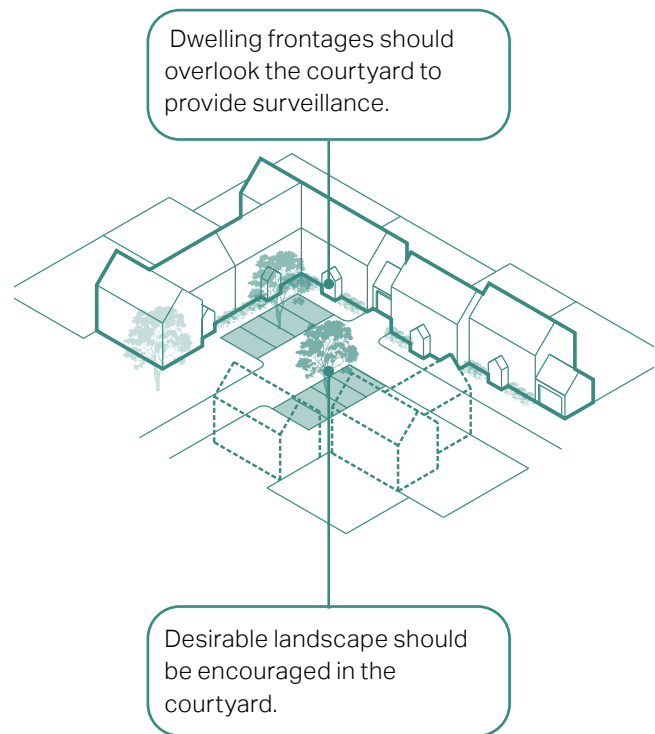 Dwelling frontages should
overlook the courtyard to
provide surveillance.
Desirable landscape should
be encouraged in the
courtyard.